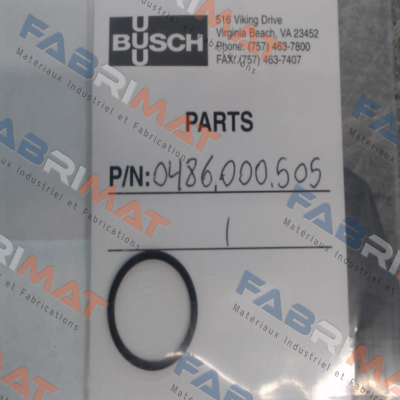 BUSCH
516 Viking Drive
Virginia Beach, VA 23452
Phone: (757) 463-7800
FAX: (757) 463-7407
PARTS
P/N: 0486.000.505
1
FABRIMAT
Materiaux Industriel et Fabrications